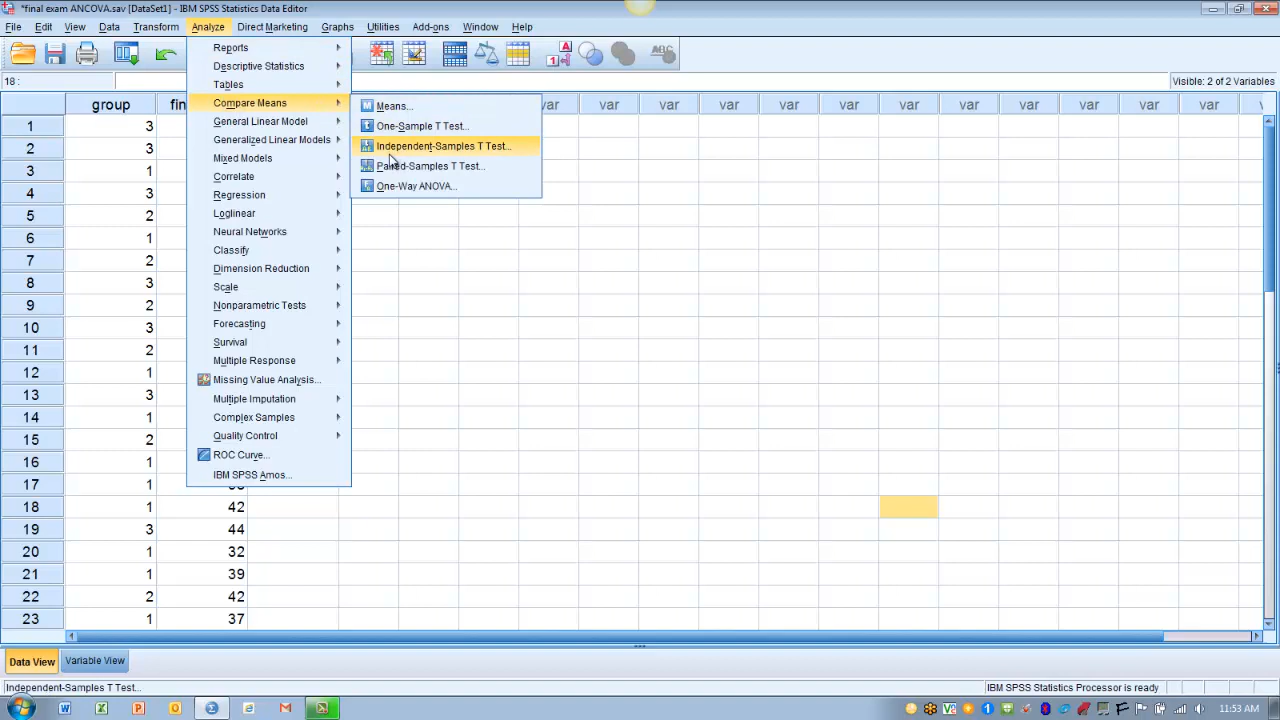 *final exam ANCOVA.sav [DataSet1] - IBM SPSS Statistics Data Editor
File Edit View Data Transform Analyze Direct Marketing Graphs Utilities Add-ons Window Help
18 : Visible: 2 of 2 Variables
group fin var var var var var var var var var var var var
1 3
2 3
3 1
4 3
5 2
6 1
7 2
8 3
9 2
10 3
11 2
12 1
13 3
14 1
15 2
16 1
17 1
18 1 42
19 3 44
20 1 32
21 1 39
22 2 42
23 1 37
Reports
Descriptive Statistics
Tables
Compare Means
General Linear Model
Generalized Linear Models
Mixed Models
Correlate
Regression
Loglinear
Neural Networks
Classify
Dimension Reduction
Scale
Nonparametric Tests
Forecasting
Survival
Multiple Response
Missing Value Analysis...
Multiple Imputation
Complex Samples
Quality Control
ROC Curve...
IBM SPSS Amos...
Means...
One-Sample T Test...
Independent-Samples T Test...
Paired-Samples T Test...
One-Way ANOVA...
Data View Variable View
Independent-Samples T Test... IBM SPSS Statistics Processor is ready
11:53 AM